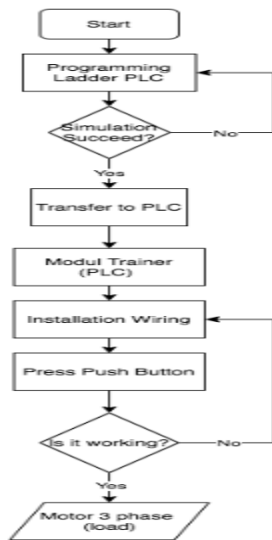 Start
Programming
Ladder PLC
Simulation
Succeed?
No
Yes
Transfer to PLC
Modul Trainer
(PLC)
Installation Wiring
Press Push Button
Is it working?
No
Yes
Motor 3 phase
(load)